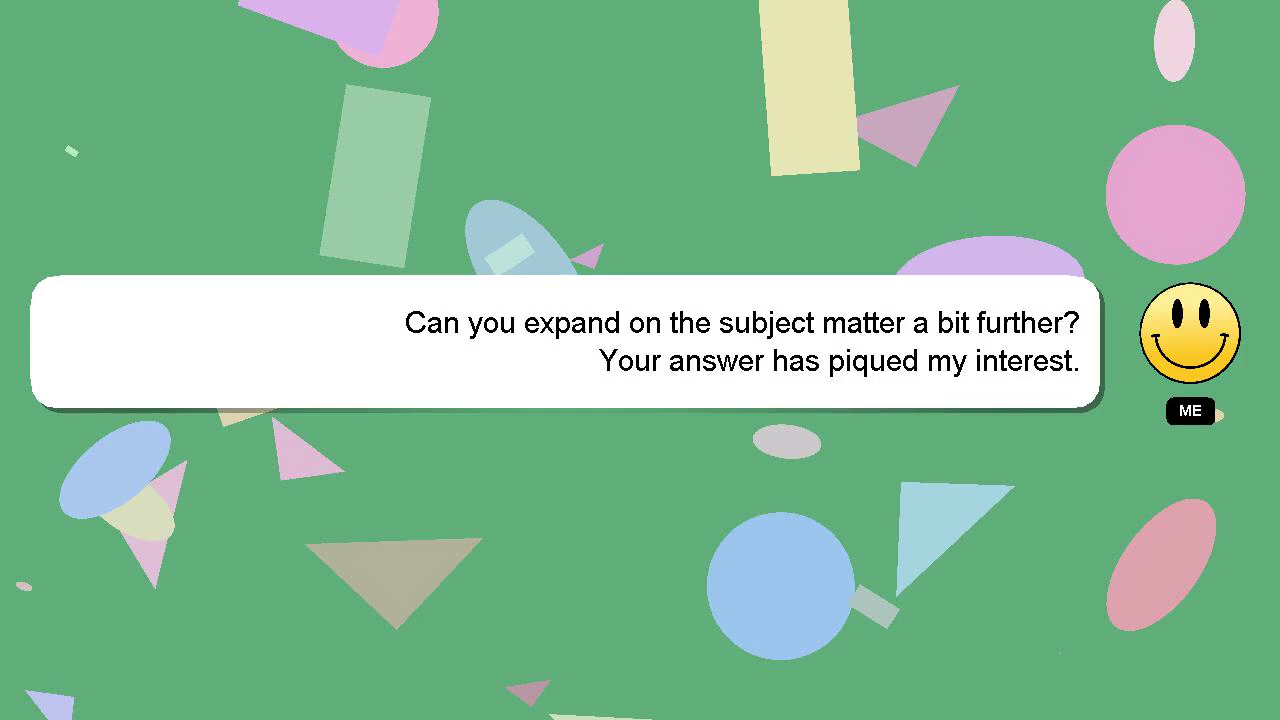 Can you expand on the subject matter a bit further?
Your answer has piqued my interest.
ME